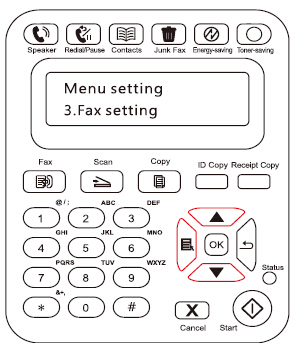 Speaker Redial/Pause Contacts Junk Fax Energy-saving Toner-saving
Menu setting
3.Fax setting
Fax Scan Copy ID Copy Receipt Copy
@/: ABC DEF
1 2 3
GHI JKL MNO
4 5 6 OK
PQRS TUV WXYZ
7 8 9 Status
&+,
* 0 # X
Cancel Start